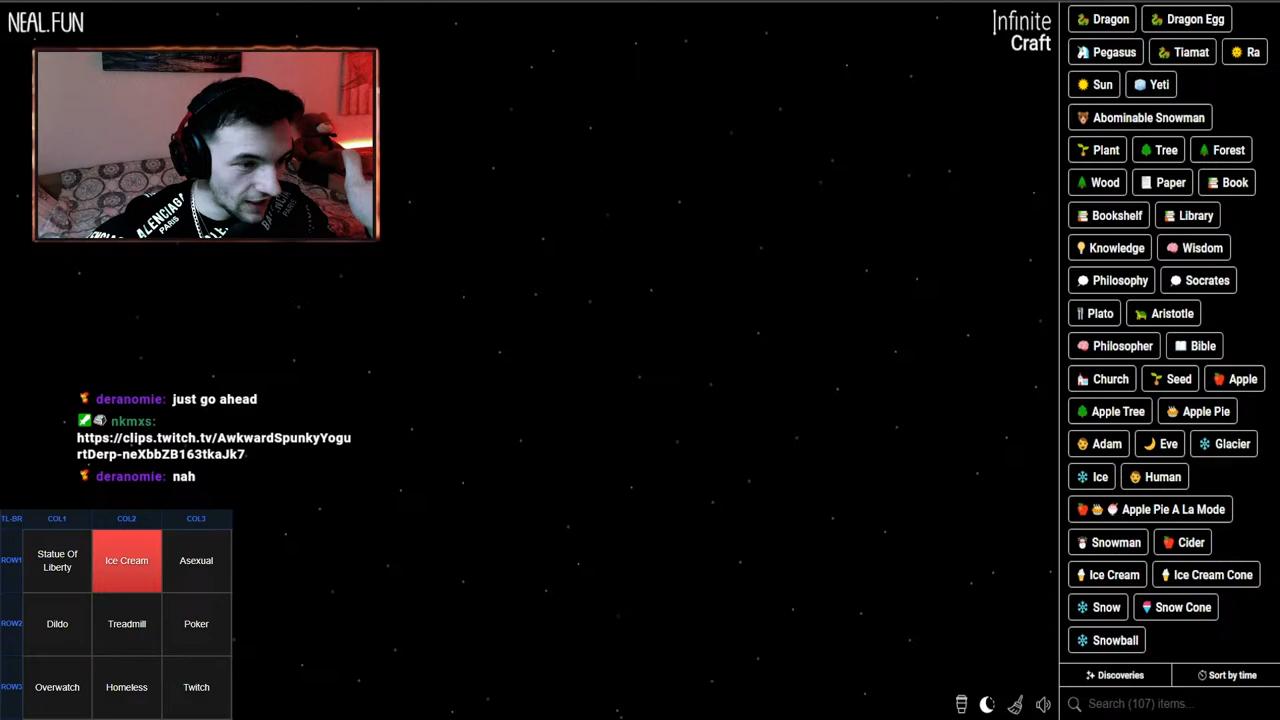 NEAL.FUN
Infinite
Craft
BALENCIAGA
PARIS
deranomie: just go ahead
nkmxs:
https://clips.twitch.tv/AwkwardSpunkyYogu
rtDerp-neXbbZB163tkaJk7
deranomie: nah
TL-BR COL1 COL2 COL3
ROW1 Statue Of Liberty Ice Cream Asexual
ROW2 Dildo Treadmill Poker
ROW3 Overwatch Homeless Twitch
Dragon Dragon Egg
Pegasus Tiamat Ra
Sun Yeti
Abominable Snowman
Plant Tree Forest
Wood Paper Book
Bookshelf Library
Knowledge Wisdom
Philosophy Socrates
Plato Aristotle
Philosopher Bible
Church Seed Apple
Apple Tree Apple Pie
Adam Eve Glacier
Ice Human
Apple Pie A La Mode
Snowman Cider
Ice Cream Ice Cream Cone
Snow Snow Cone
Snowball
Discoveries Sort by time
Search (107) items...